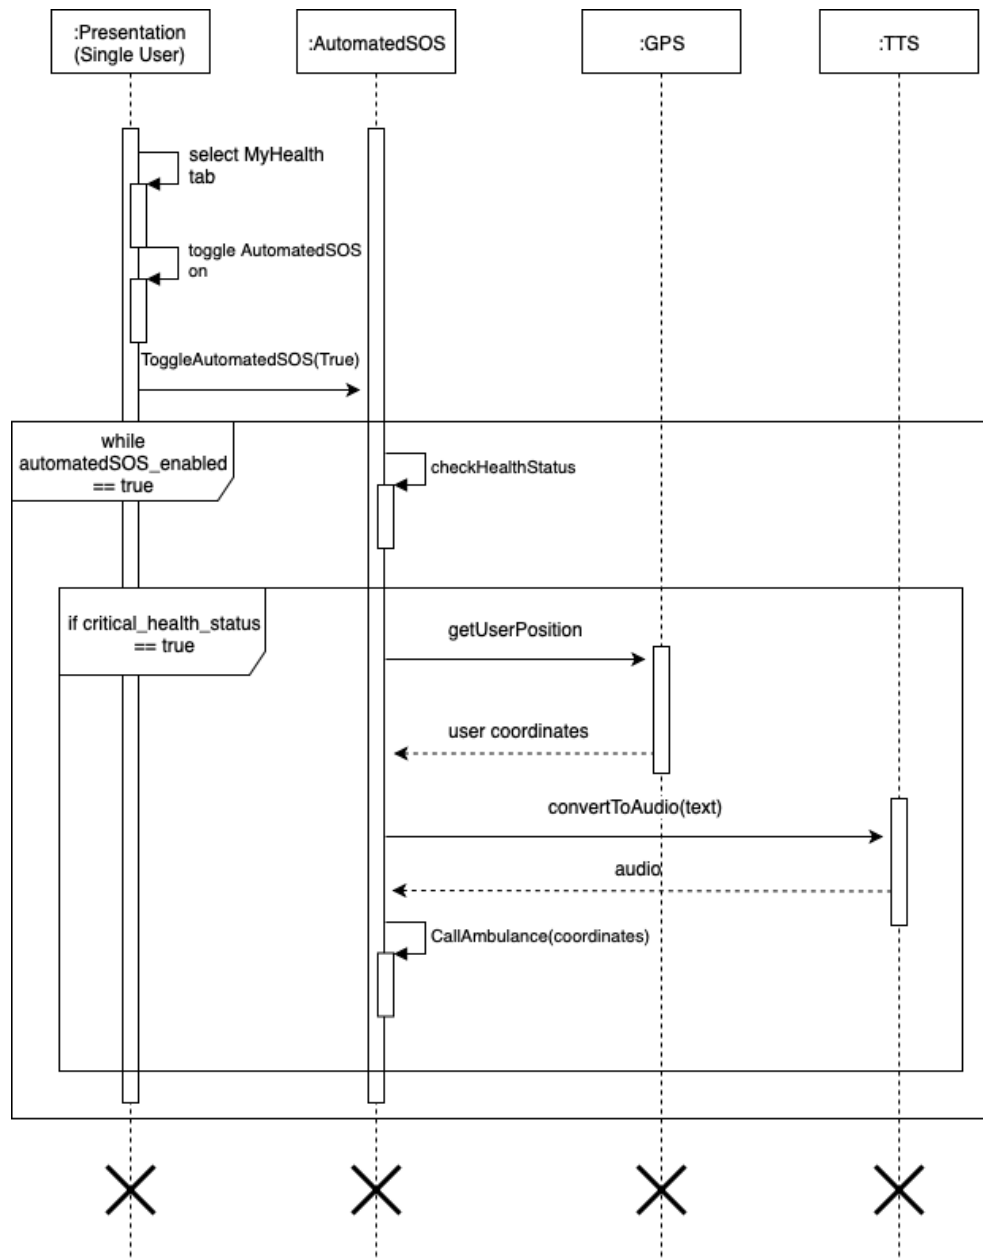 :Presentation
(Single User)
:AutomatedSOS
:GPS
:TTS
select MyHealth
tab
toggle AutomatedSOS
on
ToggleAutomatedSOS(True)
while
automatedSOS_enabled
== true
checkHealthStatus
if critical_health_status
== true
getUserPosition
user coordinates
convertToAudio(text)
audio
CallAmbulance(coordinates)